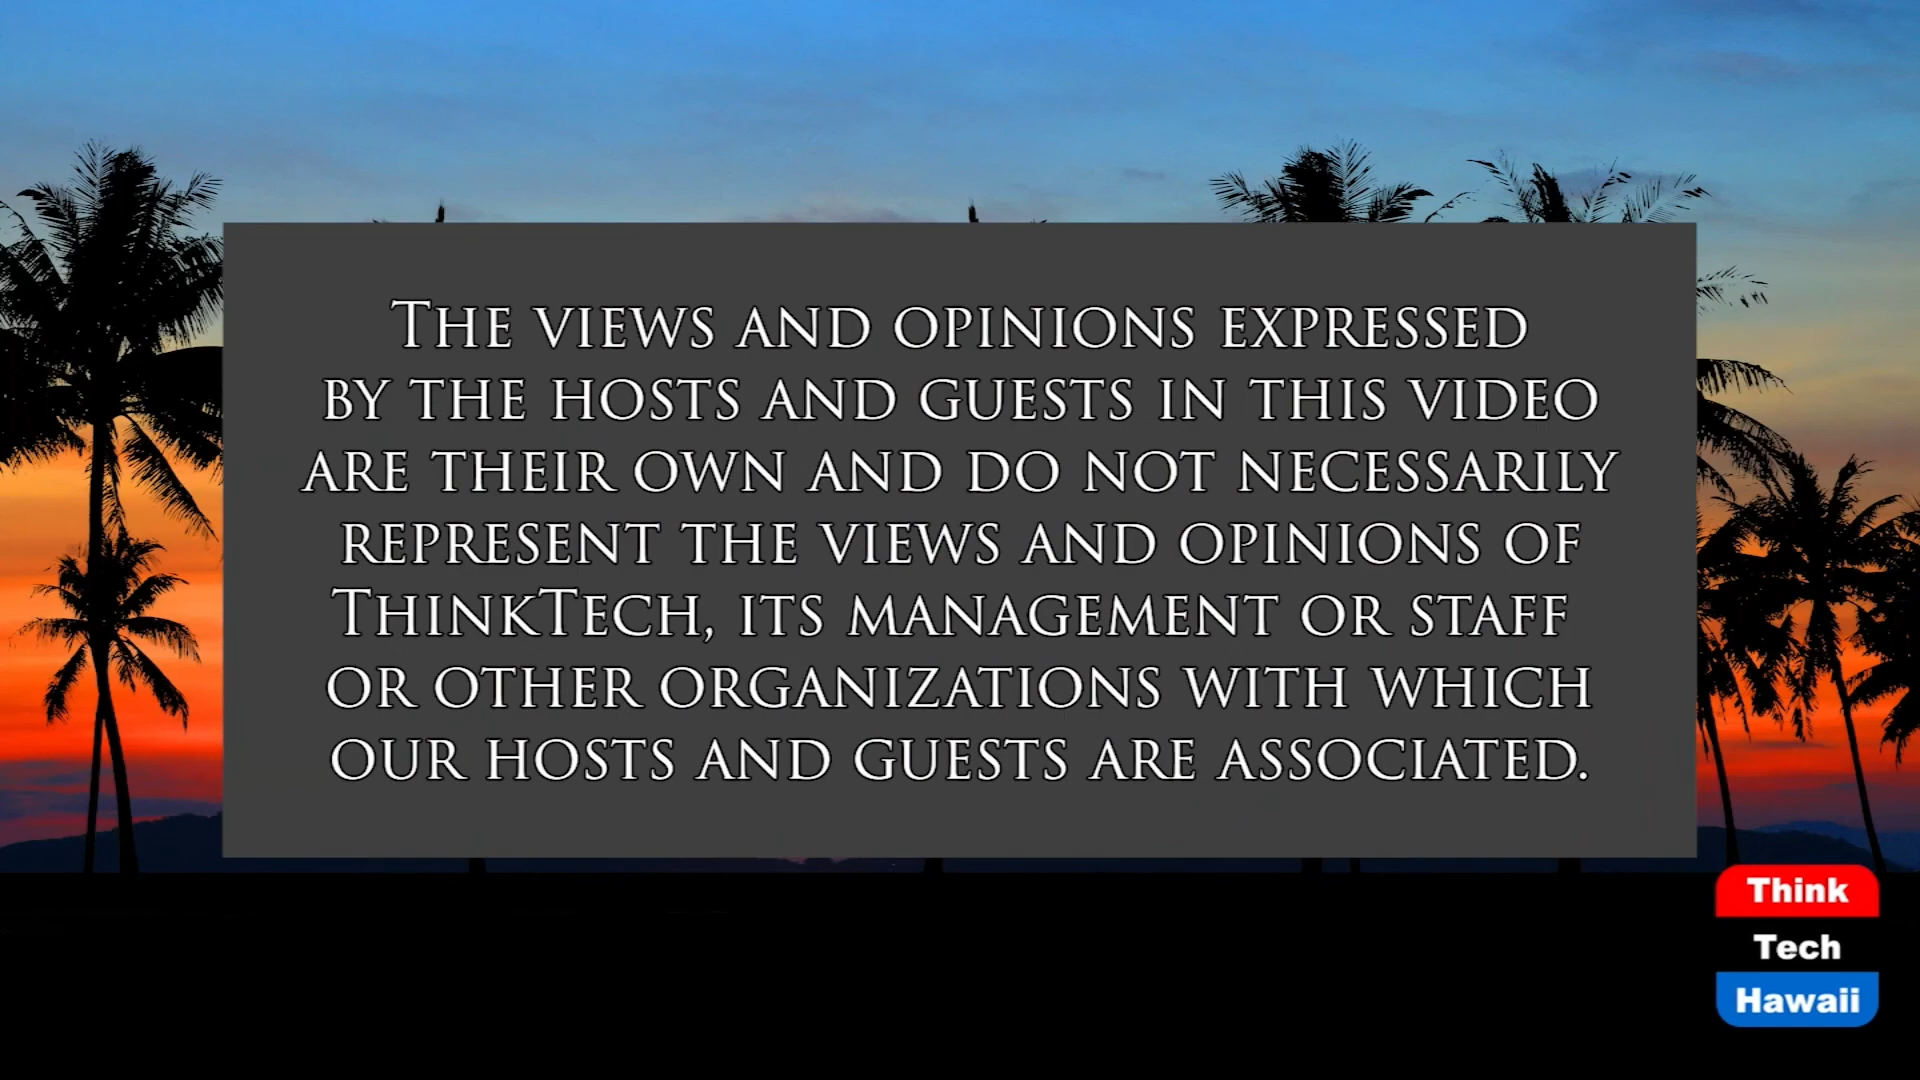 The views and opinions expressed
by the hosts and guests in this video
are their own and do not necessarily
represent the views and opinions of
ThinkTech, its management or staff
or other organizations with which
our hosts and guests are associated.
Think
Tech
Hawaii